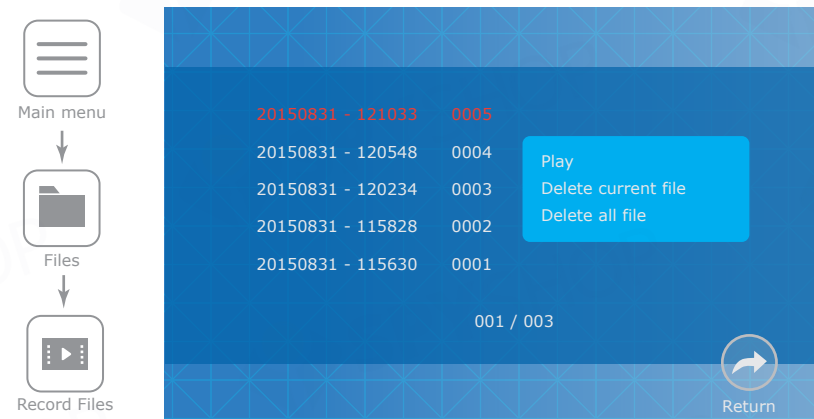 Main menu
Files
Record Files
20150831 - 121033 0005
20150831 - 120548 0004
20150831 - 120234 0003
20150831 - 115828 0002
20150831 - 115630 0001
Play
Delete current file
Delete all file
001 / 003
Return